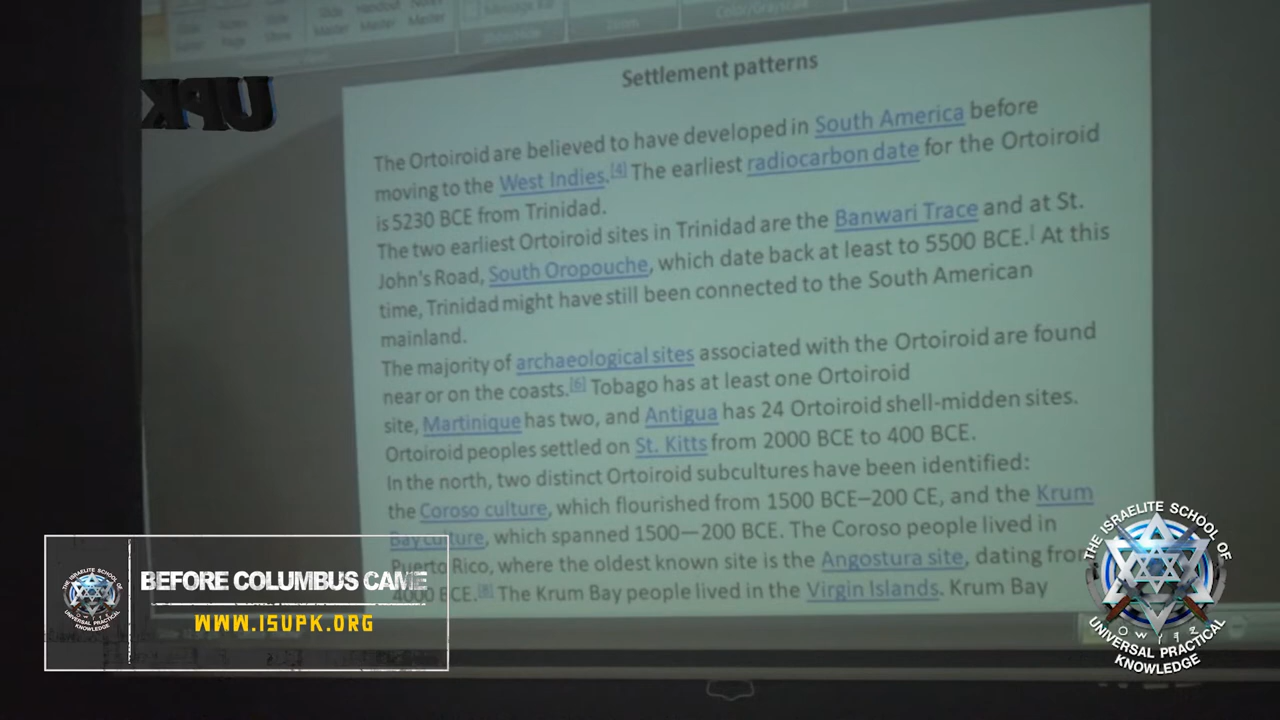 Settlement patterns
The Ortoiroid are believed to have developed in South America before
moving to the West Indies.[4] The earliest radiocarbon date for the Ortoiroid
is 5230 BCE from Trinidad.
The two earliest Ortoiroid sites in Trinidad are the Banwari Trace and at St.
John's Road, South Oropouche, which date back at least to 5500 BCE. At this
time, Trinidad might have still been connected to the South American
mainland.
The majority of archaeological sites associated with the Ortoiroid are found
near or on the coasts.[6] Tobago has at least one Ortoiroid
site, Martinique has two, and Antigua has 24 Ortoiroid shell-midden sites.
Ortoiroid peoples settled on St. Kitts from 2000 BCE to 400 BCE.
In the north, two distinct Ortoiroid subcultures have been identified:
the Coroso culture, which flourished from 1500 BCE–200 CE, and the Krum
Bay culture, which spanned 1500—200 BCE. The Coroso people lived in
Puerto Rico, where the oldest known site is the Angostura site, dating from
4000 BCE.[8] The Krum Bay people lived in the Virgin Islands. Krum Bay
UPK
BEFORE COLUMBUS CAME
WWW.ISUPK.ORG
THE ISRAELITE SCHOOL OF
UNIVERSAL PRACTICAL
KNOWLEDGE
THE ISRAELITE SCHOOL OF
UNIVERSAL PRACTICAL
KNOWLEDGE